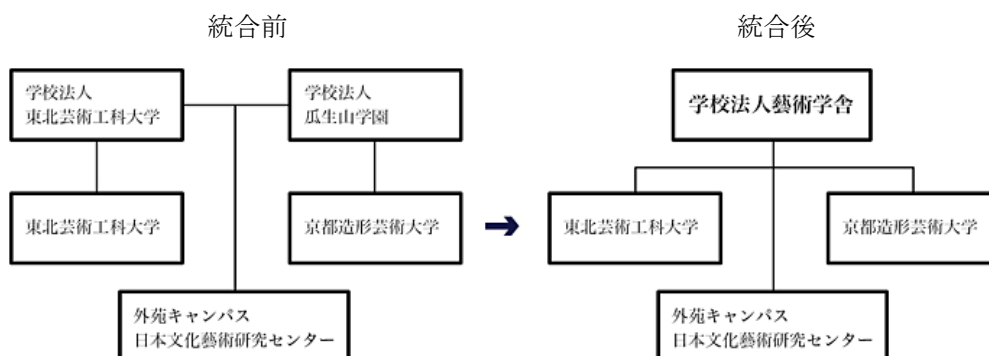 統合前
学校法人
東北芸術工科大学
学校法人
瓜生山学園
東北芸術工科大学
京都造形芸術大学
外苑キャンパス
日本文化藝術研究センター
統合後
学校法人藝術学舎
東北芸術工科大学
京都造形芸術大学
外苑キャンパス
日本文化藝術研究センター